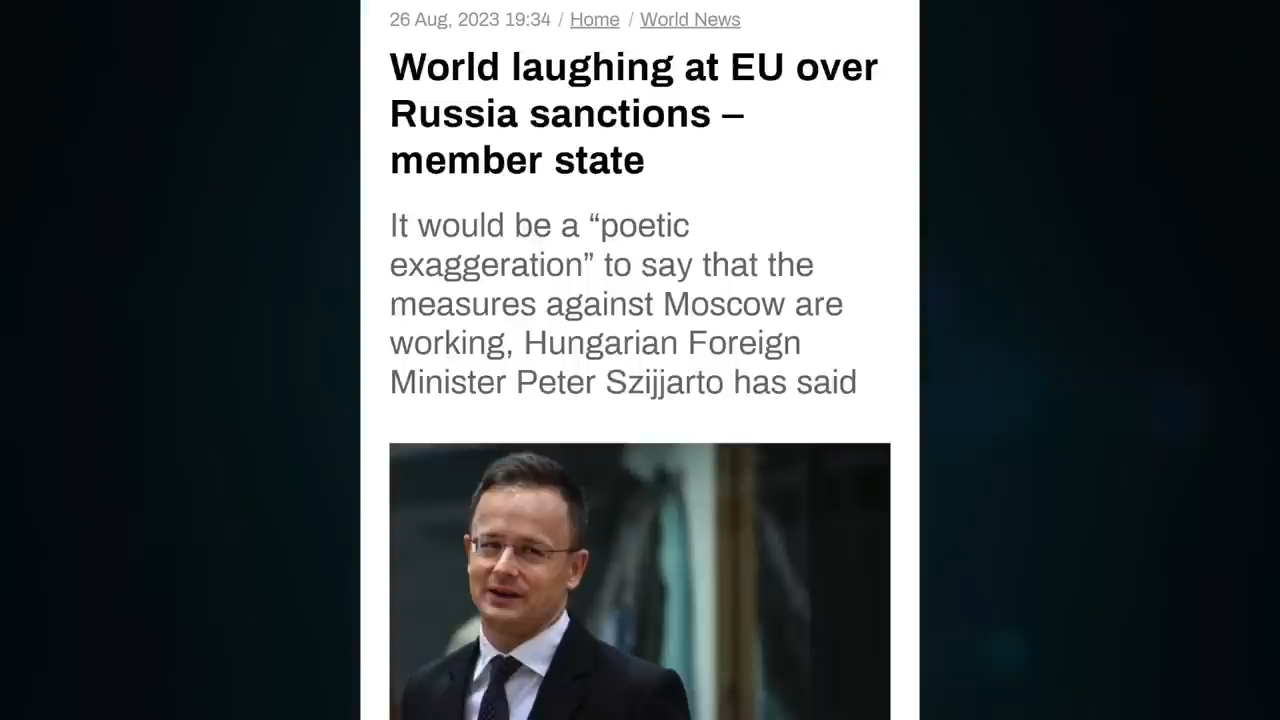 26 Aug, 2023 19:34 / Home / World News
World laughing at EU over
Russia sanctions –
member state
It would be a “poetic
exaggeration” to say that the
measures against Moscow are
working, Hungarian Foreign
Minister Peter Szijjarto has said